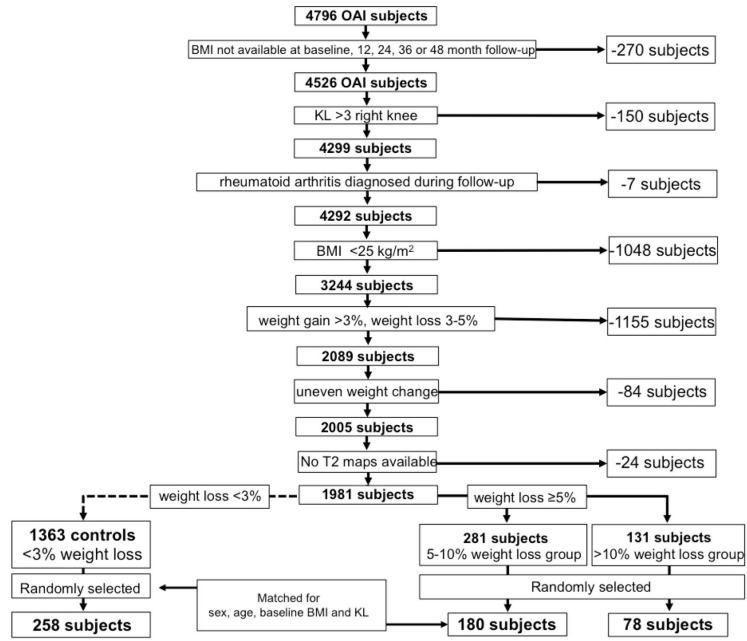 4796 OAI subjects
BMI not available at baseline, 12, 24, 36 or 48 month follow-up
-270 subjects
4526 OAI subjects
KL >3 right knee
-150 subjects
4299 subjects
rheumatoid arthritis diagnosed during follow-up
-7 subjects
4292 subjects
BMI <25 kg/m²
-1048 subjects
3244 subjects
weight gain >3%, weight loss 3-5%
-1155 subjects
2089 subjects
uneven weight change
-84 subjects
2005 subjects
No T2 maps available
-24 subjects
weight loss <3%
1981 subjects
weight loss ≥5%
1363 controls
<3% weight loss
281 subjects
5-10% weight loss group
131 subjects
>10% weight loss group
Randomly selected
Randomly selected
Matched for
sex, age, baseline BMI and KL
258 subjects
180 subjects
78 subjects